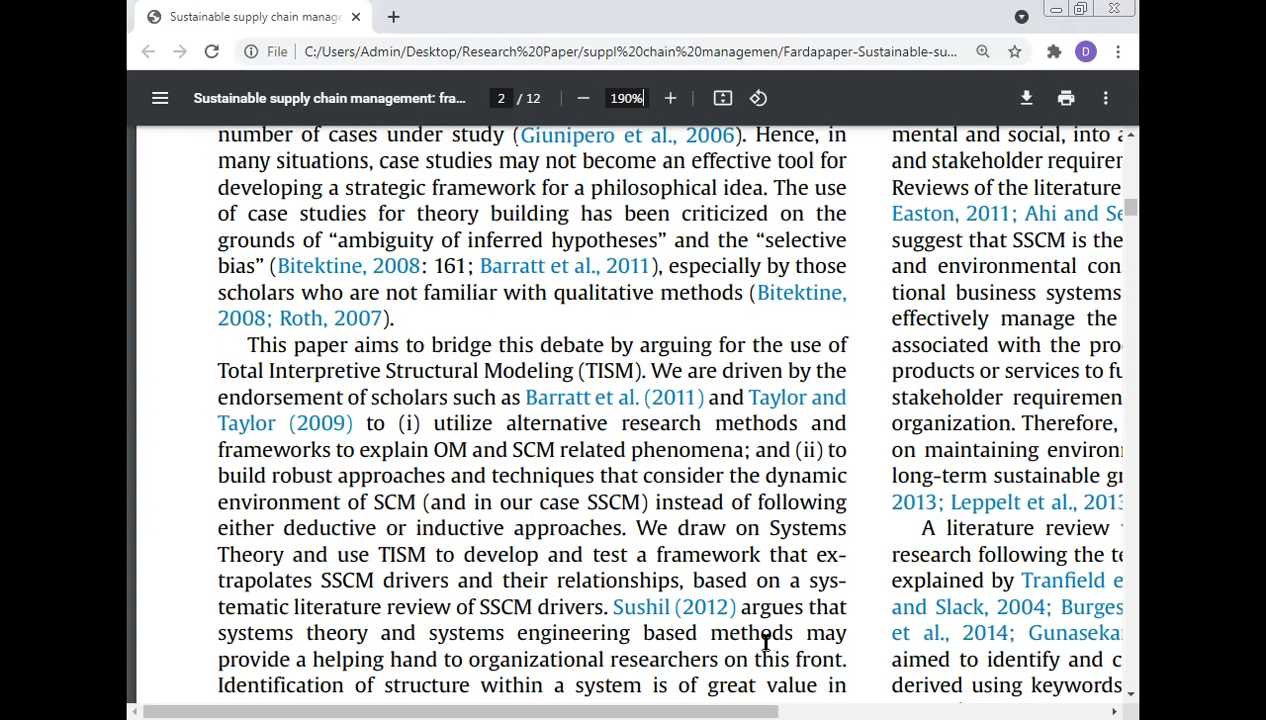 Sustainable supply chain manage
File C:/Users/Admin/Desktop/Research%20Paper/suppl%20chain%20managemen/Fardapaper-Sustainable-su...
D
Sustainable supply chain management: fra...
2 / 12
190%
number of cases under study (Giunipero et al., 2006). Hence, in
many situations, case studies may not become an effective tool for
developing a strategic framework for a philosophical idea. The use
of case studies for theory building has been criticized on the
grounds of “ambiguity of inferred hypotheses” and the “selective
bias” (Bitektine, 2008: 161; Barratt et al., 2011), especially by those
scholars who are not familiar with qualitative methods (Bitektine,
2008; Roth, 2007).
This paper aims to bridge this debate by arguing for the use of
Total Interpretive Structural Modeling (TISM). We are driven by the
endorsement of scholars such as Barratt et al. (2011) and Taylor and
Taylor (2009) to (i) utilize alternative research methods and
frameworks to explain OM and SCM related phenomena; and (ii) to
build robust approaches and techniques that consider the dynamic
environment of SCM (and in our case SSCM) instead of following
either deductive or inductive approaches. We draw on Systems
Theory and use TISM to develop and test a framework that ex-
trapolates SSCM drivers and their relationships, based on a sys-
tematic literature review of SSCM drivers. Sushil (2012) argues that
systems theory and systems engineering based methods may
provide a helping hand to organizational researchers on this front.
Identification of structure within a system is of great value in
mental and social, into
and stakeholder requirer
Reviews of the literature
Easton, 2011; Ahi and Se
suggest that SSCM is the
and environmental con
tional business systems
effectively manage the
associated with the pro
products or services to fu
stakeholder requiremen
organization. Therefore,
on maintaining environ
long-term sustainable gr
2013; Leppelt et al., 2013
A literature review
research following the te
explained by Tranfield e
and Slack, 2004; Burges
et al., 2014; Gunaseka
aimed to identify and c
derived using keywords